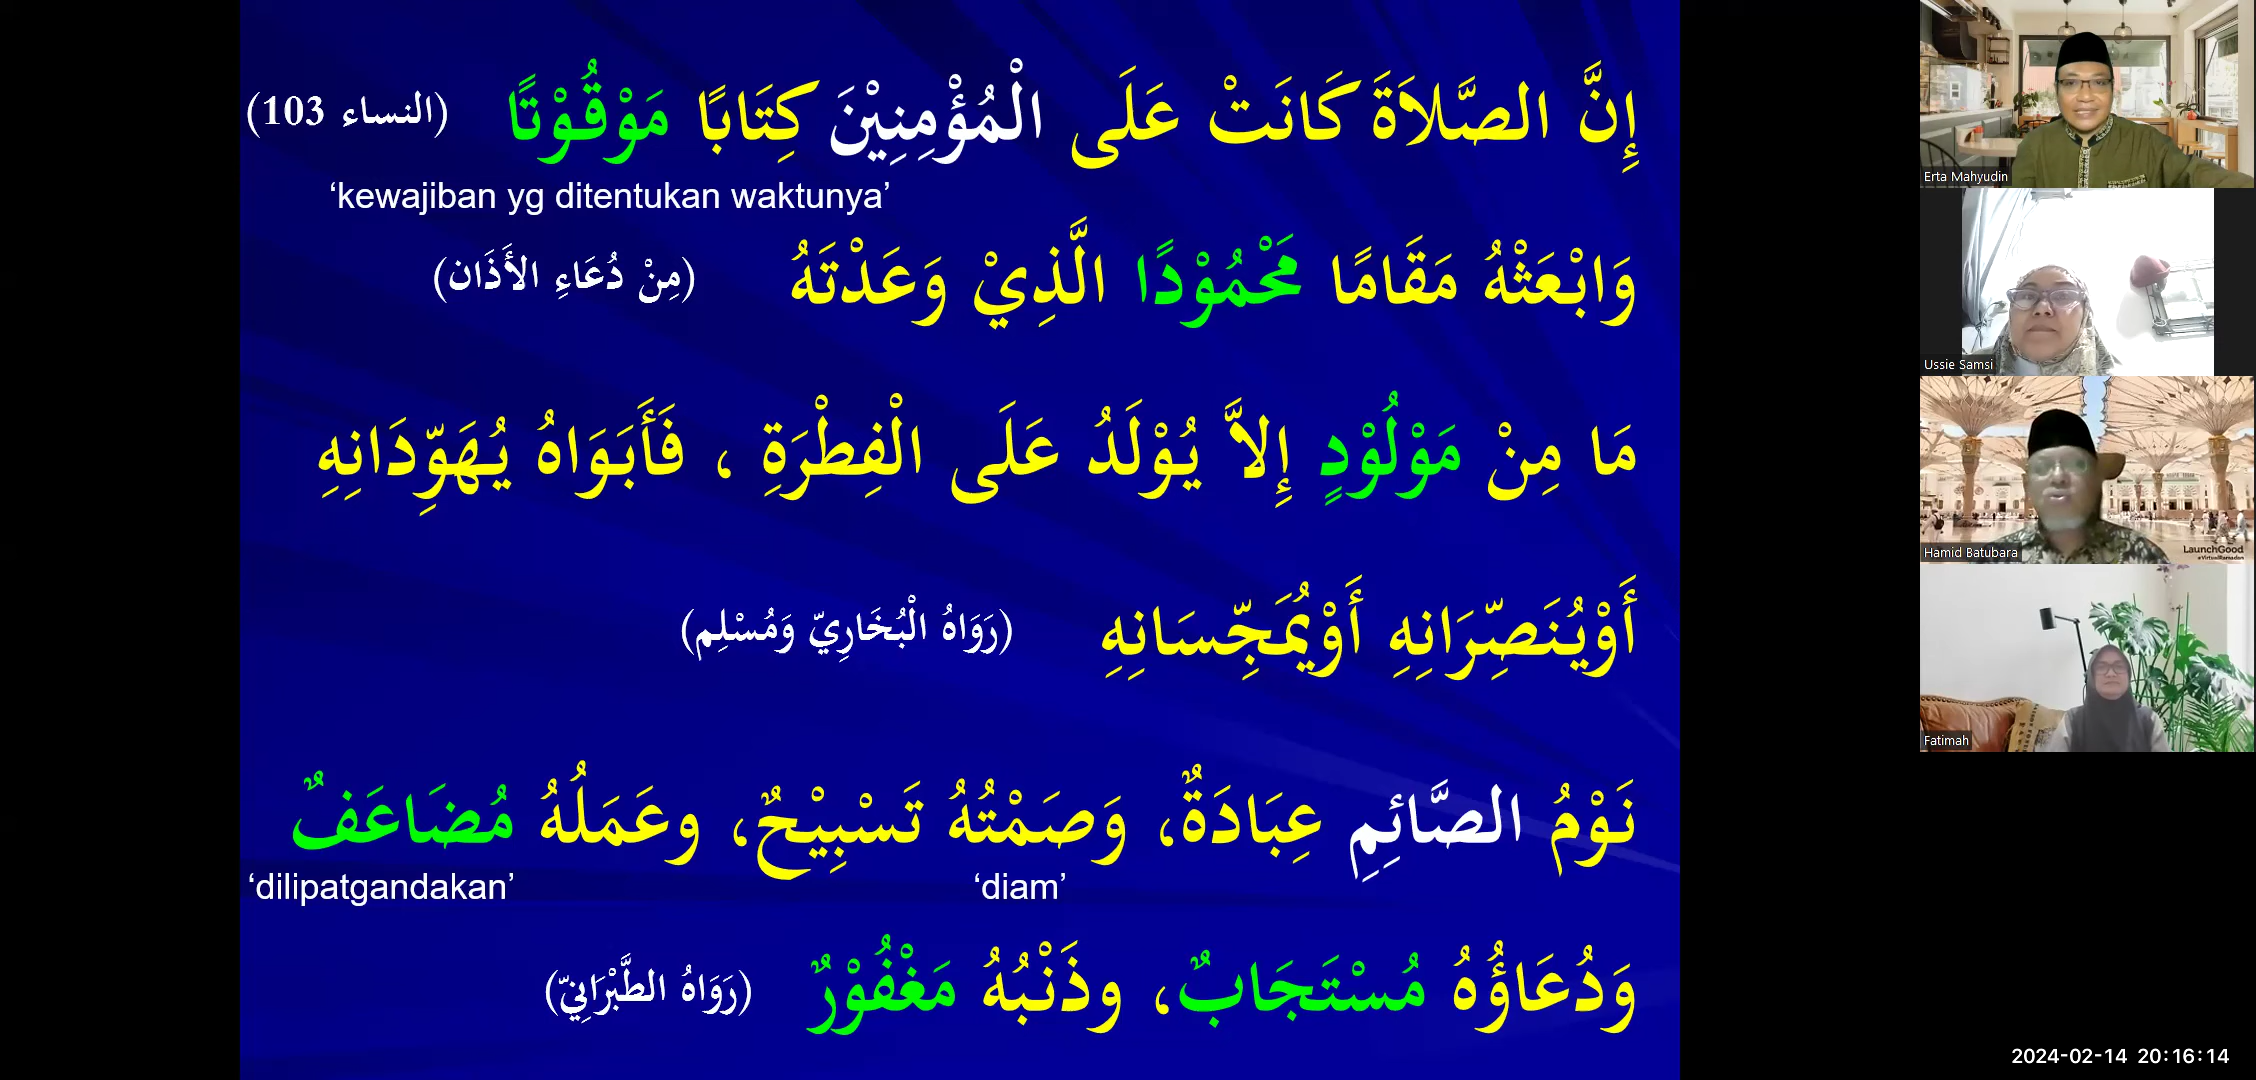 إِنَّ الصَّلاَةَ كَانَتْ عَلَى الْمُؤْمِنِيْنَ كِتَابًا مَوْقُوْتًا (النساء 103)
‘kewajiban yg ditentukan waktunya’
وَابْعَثْهُ مَقَامًا مَحْمُوْدًا الَّذِيْ وَعَدْتَهُ (مِنْ دُعَاءِ الأَذَان)
مَا مِنْ مَوْلُوْدٍ إِلاَّ يُوْلَدُ عَلَى الْفِطْرَةِ ، فَأَبَوَاهُ يُهَوِّدَانِهِ
أَوْيُنَصِّرَانِهِ أَوْيُمَجِّسَانِهِ (رَوَاهُ الْبُخَارِيّ وَمُسْلِم)
نَوْمُ الصَّائِمِ عِبَادَةٌ، وَصَمْتُهُ تَسْبِيْحٌ، وعَمَلُهُ مُضَاعَفٌ
‘diam’ ‘dilipatgandakan’
وَدُعَاؤُهُ مُسْتَجَابٌ، وذَنْبُهُ مَغْفُوْرٌ (رَوَاهُ الطَّبْرَانِيّ)
Erta Mahyudin
Ussie Samsi
LaunchGood
#VirtualRamadan
Hamid Batubara
Fatimah
2024-02-14 20:16:14